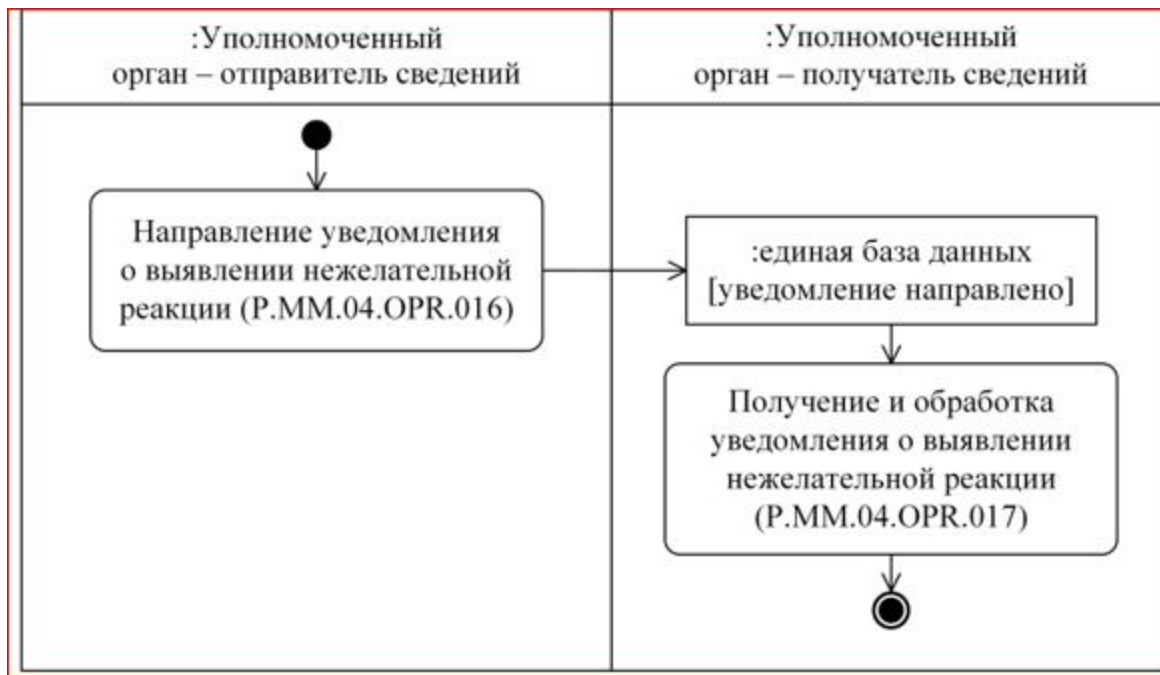 :Уполномоченный
орган – отправитель сведений
:Уполномоченный
орган – получатель сведений
Направление уведомления
о выявлении нежелательной
реакции (P.MM.04.OPR.016)
:единая база данных
[уведомление направлено]
Получение и обработка
уведомления о выявлении
нежелательной реакции
(P.MM.04.OPR.017)